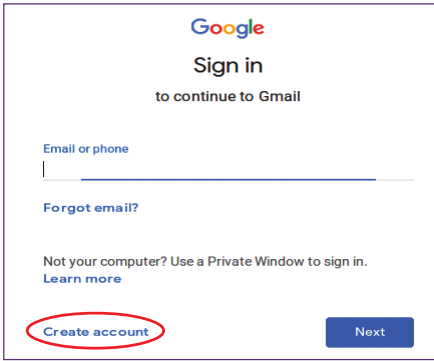 Google
Sign in
to continue to Gmail
Email or phone
Forgot email?
Not your computer? Use a Private Window to sign in.
Learn more
Create account
Next